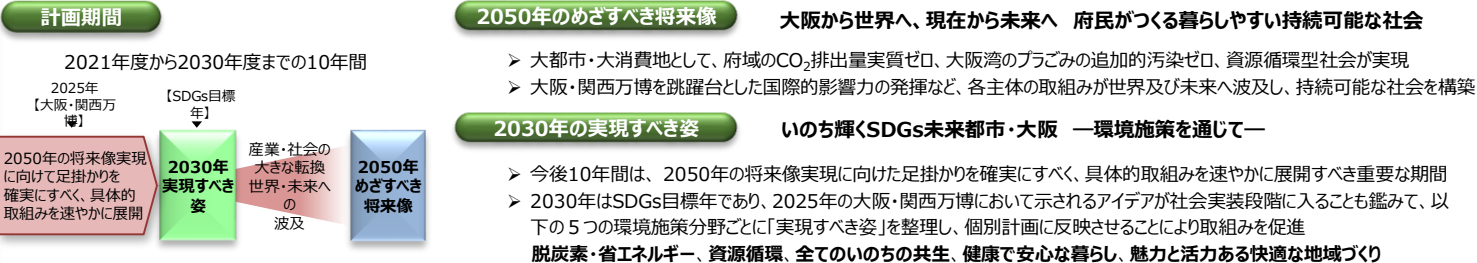 計画期間
2021年度から2030年度までの10年間
2025年
【大阪・関西万
博】
【SDGs目標
年】
2050年の将来像実現
に向けて足掛かりを
確実にすべく、具体的
取組みを速やかに展開
2030年
実現すべき
姿
産業・社会の
大きな転換
世界・未来へ
の
波及
2050年
めざすべき
将来像
2050年のめざすべき将来像
大阪から世界へ、現在から未来へ 府民がつくる暮らしやすい持続可能な社会
➢ 大都市・大消費地として、府域のCO₂排出量実質ゼロ、大阪湾のプラごみの追加的汚染ゼロ、資源循環型社会が実現
➢ 大阪・関西万博を跳躍台とした国際的影響力の発揮など、各主体の取組みが世界及び未来へ波及し、持続可能な社会を構築
2030年の実現すべき姿
いのち輝くSDGs未来都市・大阪 ―環境施策を通じて―
➢ 今後10年間は、2050年の将来像実現に向けた足掛かりを確実にすべく、具体的取組みを速やかに展開すべき重要な期間
➢ 2030年はSDGs目標年であり、2025年の大阪・関西万博において示されるアイデアが社会実装段階に入ることも鑑みて、以
下の５つの環境施策分野ごとに「実現すべき姿」を整理し、個別計画に反映させることにより取組みを促進
脱炭素・省エネルギー、資源循環、全てのいのちの共生、健康で安心な暮らし、魅力と活力ある快適な地域づくり